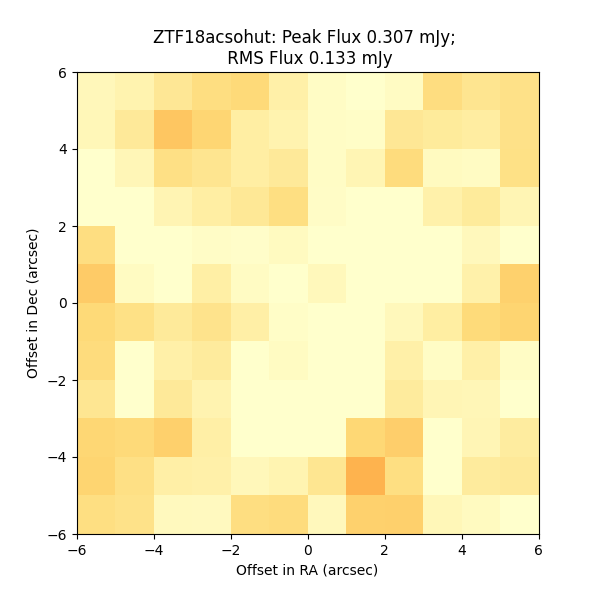 ZTF18acsohut: Peak Flux 0.307 mJy;
RMS Flux 0.133 mJy
6
4
2
0
−2
−4
−6
Offset in Dec (arcsec)
−6 −4 −2 0 2 4 6
Offset in RA (arcsec)